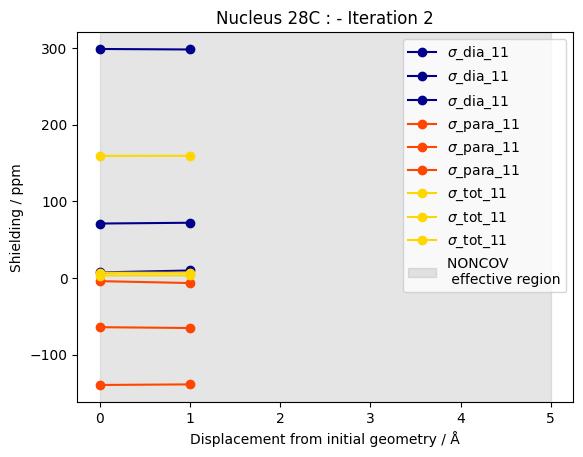 Nucleus 28C : - Iteration 2
300
200
100
0
−100
Shielding / ppm
0 1 2 3 4 5
Displacement from initial geometry / Å
σ_dia_11
σ_dia_11
σ_dia_11
σ_para_11
σ_para_11
σ_para_11
σ_tot_11
σ_tot_11
σ_tot_11
NONCOV
effective region